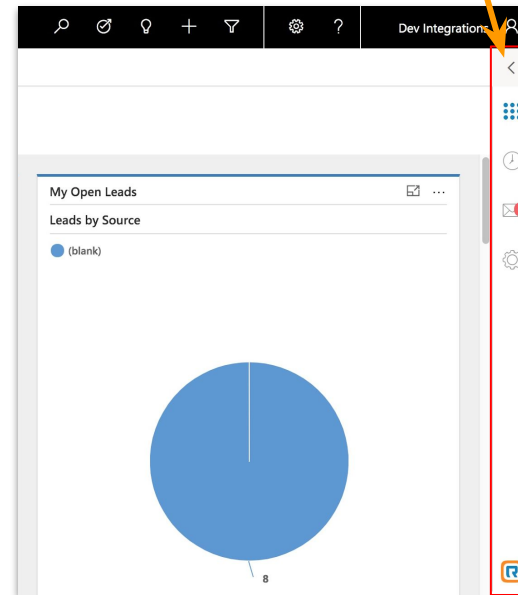 Dev Integrations
My Open Leads
Leads by Source
(blank)
8